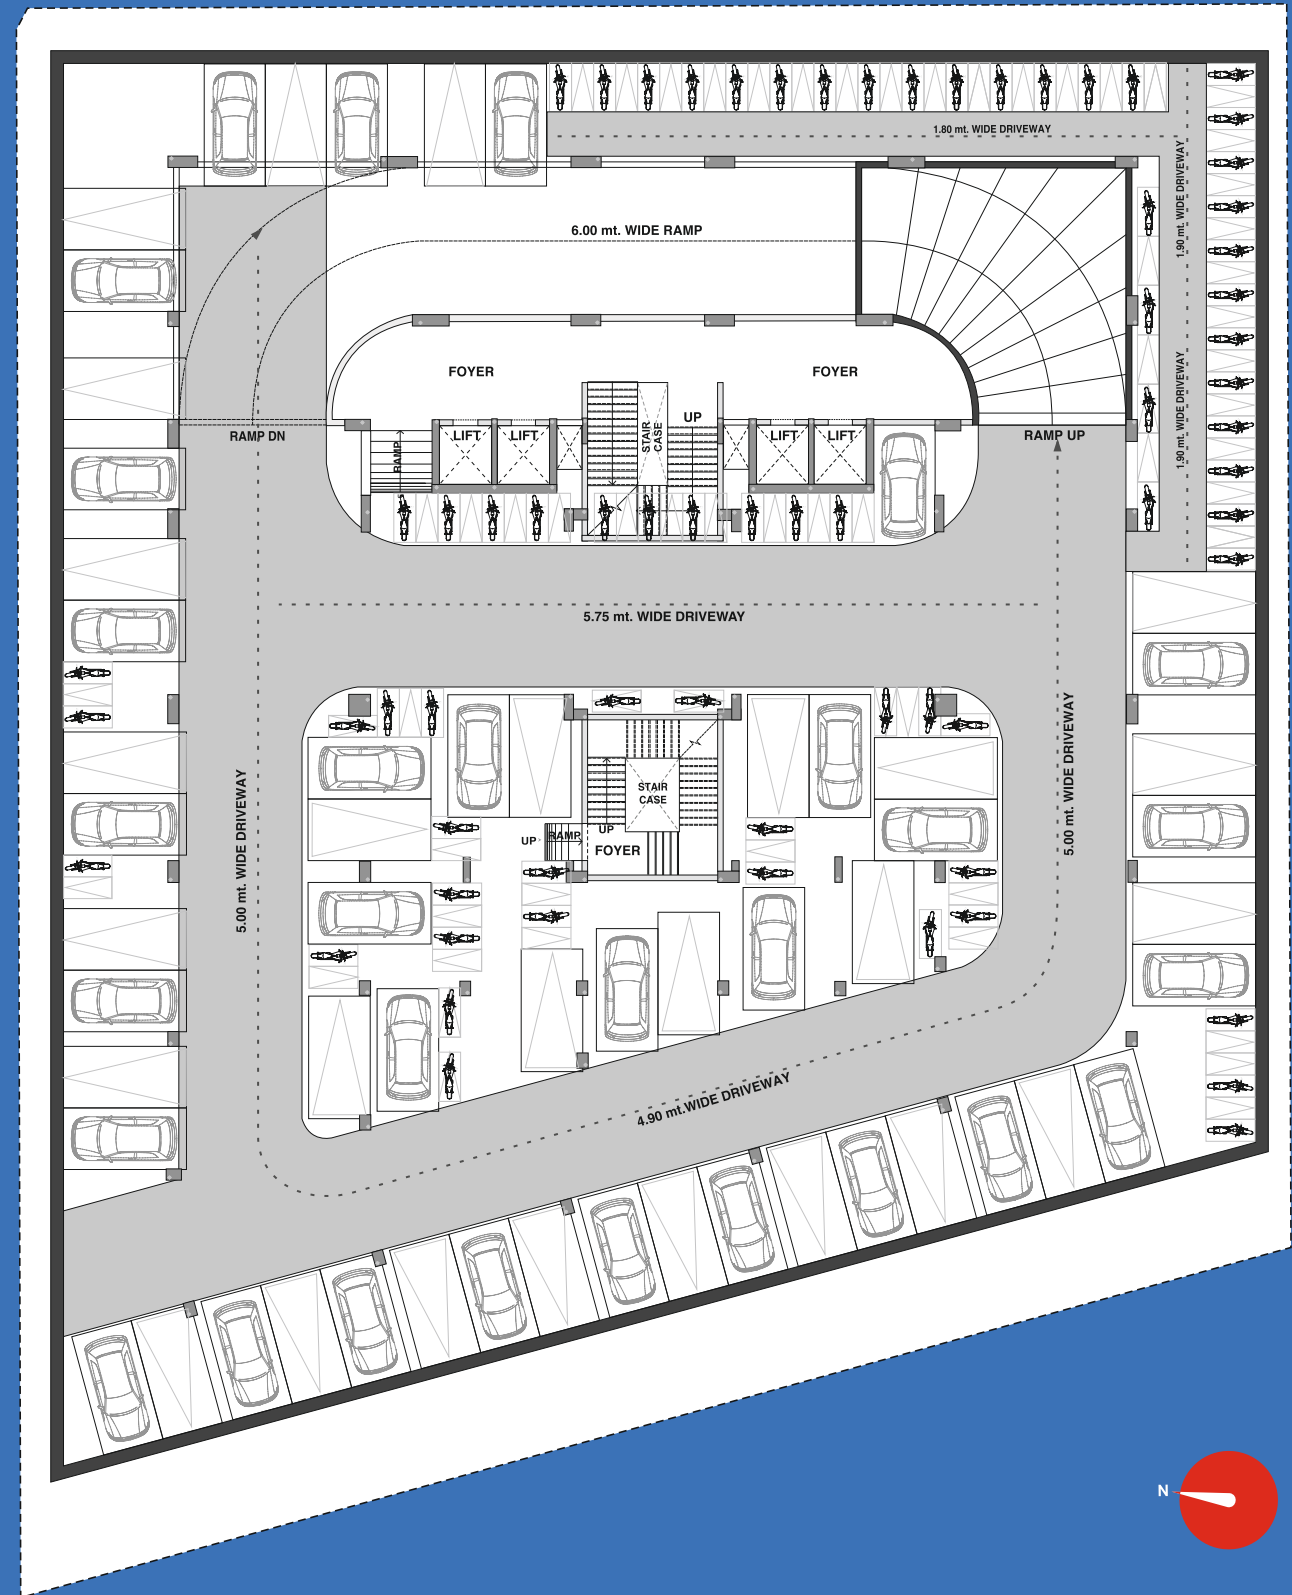 1.80 mt. WIDE DRIVEWAY
1.90 mt. WIDE DRIVEWAY
6.00 mt. WIDE RAMP
FOYER
FOYER
1.90 mt. WIDE DRIVEWAY
UP
STAIR
CASE
RAMP DN
LIFT
LIFT
LIFT
LIFT
RAMP UP
RAMP
5.75 mt. WIDE DRIVEWAY
5.00 mt. WIDE DRIVEWAY
5.00 mt. WIDE DRIVEWAY
STAIR
CASE
UP
UP
RAMP
FOYER
4.90 mt.WIDE DRIVEWAY
N